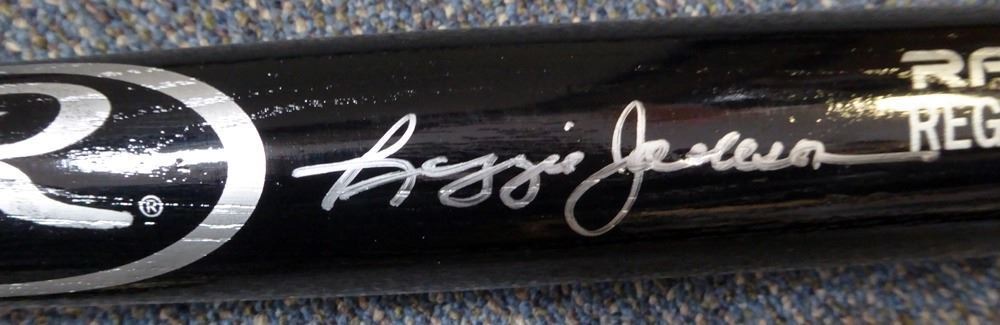 R®
Reggie Jackson
RA
REG